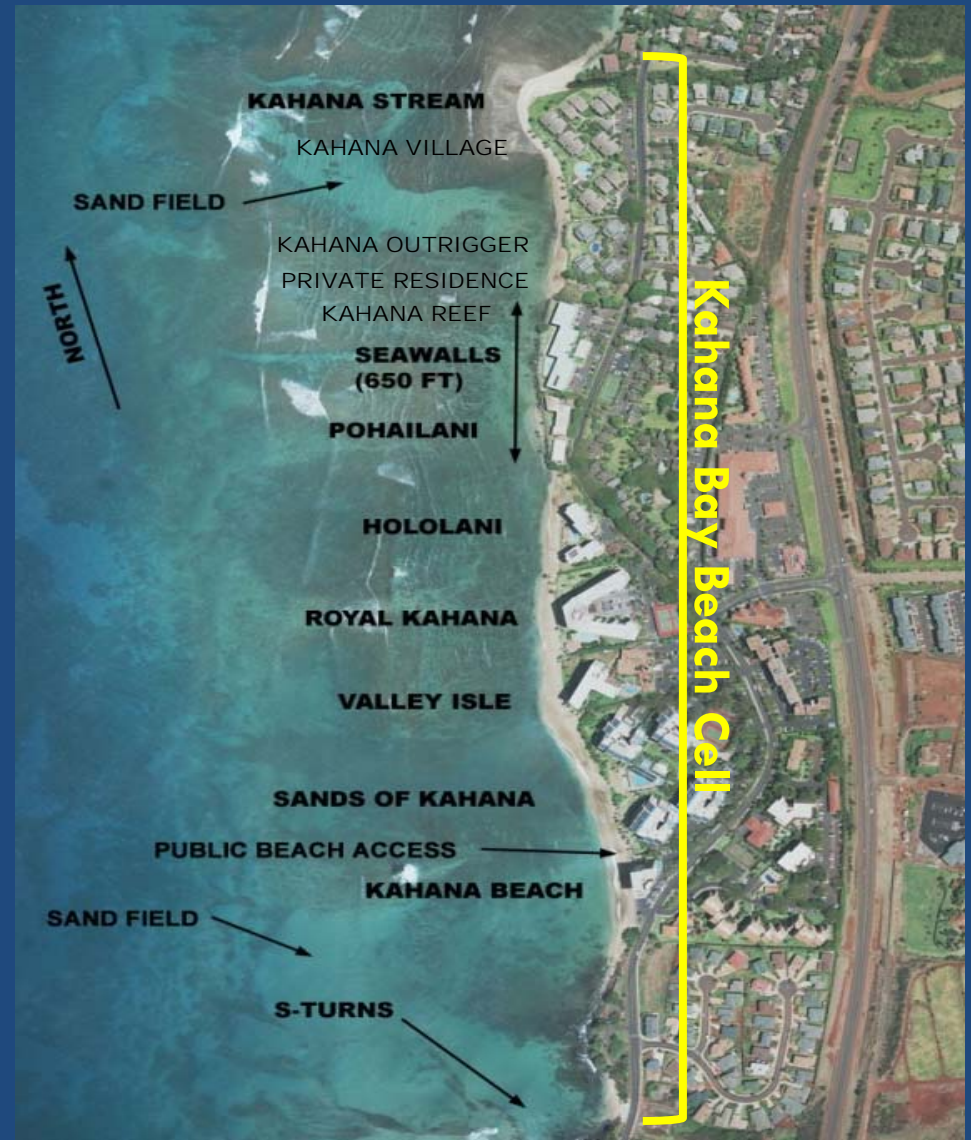 KAHANA STREAM
KAHANA VILLAGE
SAND FIELD
KAHANA OUTRIGGER
PRIVATE RESIDENCE
KAHANA REEF
NORTH
SEAWALLS
(650 FT)
POHAILANI
HOLOLANI
ROYAL KAHANA
VALLEY ISLE
SANDS OF KAHANA
PUBLIC BEACH ACCESS
KAHANA BEACH
SAND FIELD
S-TURNS
Kahana Bay Beach Cell